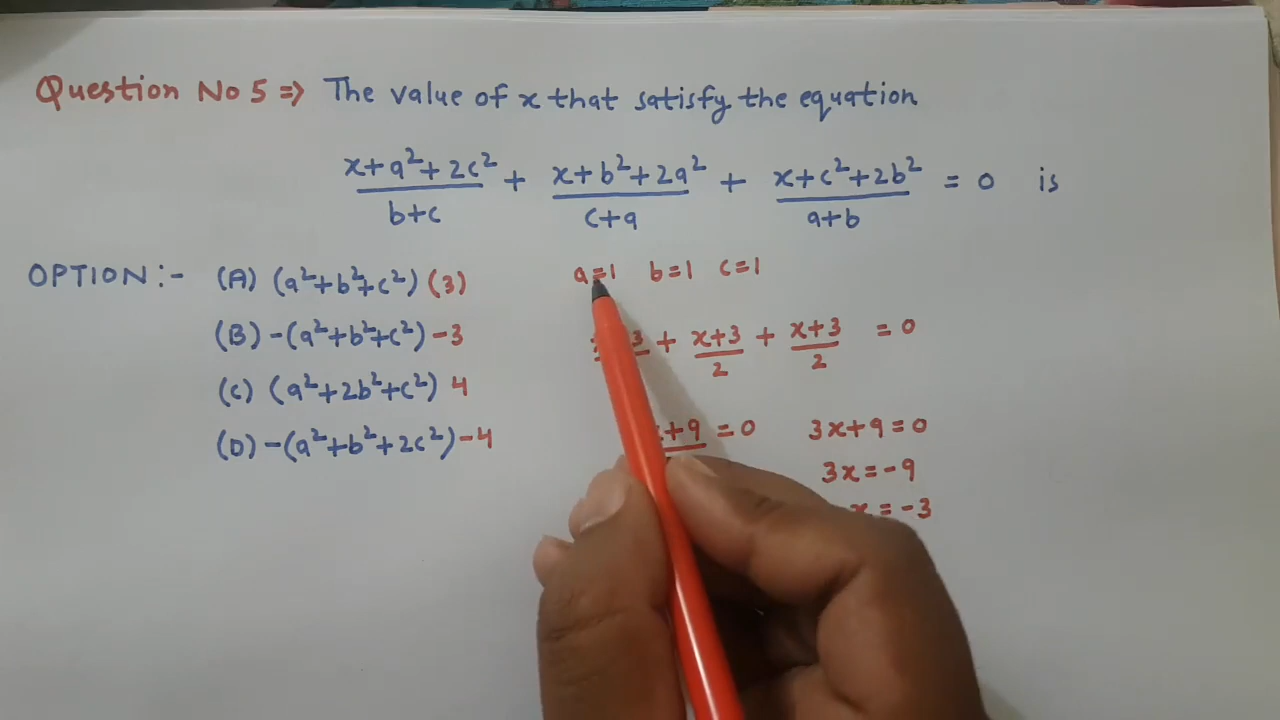 Question No 5 ⇒ The value of x that satisfy the equation
x+a²+2c²/b+c + x+b²+2a²/c+a + x+c²+2b²/a+b = 0 is
OPTION :- (A) (a²+b²+c²) (3) a=1 b=1 c=1
(B) -(a²+b²+c²) -3 3 + x+3/2 + x+3/2 = 0
(C) (a²+2b²+c²) 4
(D) -(a²+b²+2c²) -4 x+9 = 0 3x+9=0
3x = -9
x = -3